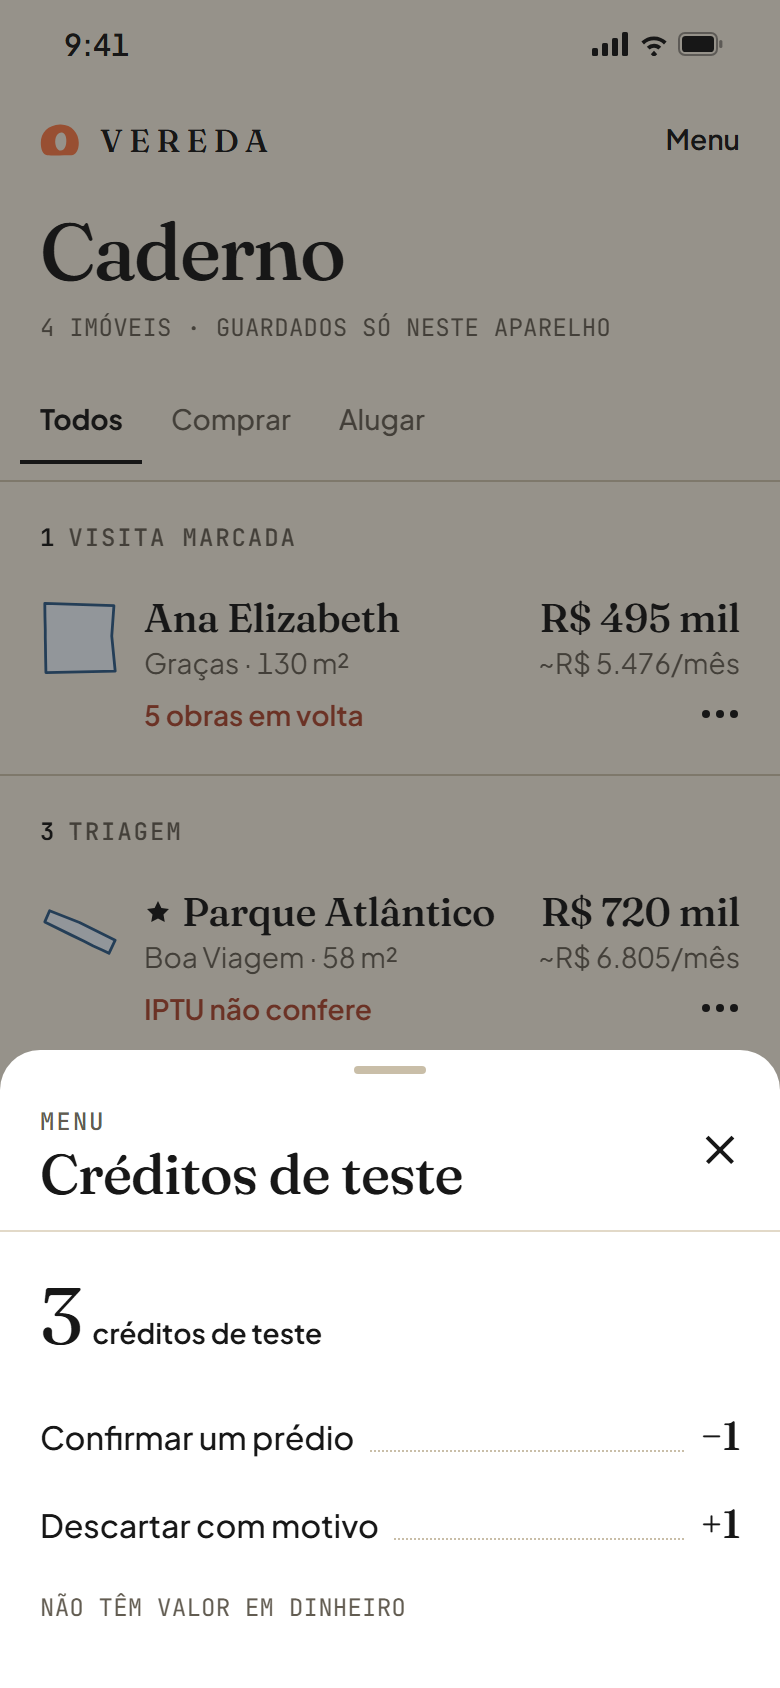 9:41
VEREDA
Menu
Caderno
4 IMÓVEIS · GUARDADOS SÓ NESTE APARELHO
Todos Comprar Alugar
1 VISITA MARCADA
Ana Elizabeth R$ 495 mil
Graças · 130 m² ~R$ 5.476/mês
5 obras em volta
3 TRIAGEM
★ Parque Atlântico R$ 720 mil
Boa Viagem · 58 m² ~R$ 6.805/mês
IPTU não confere
MENU
Créditos de teste
3 créditos de teste
Confirmar um prédio −1
Descartar com motivo +1
NÃO TÊM VALOR EM DINHEIRO